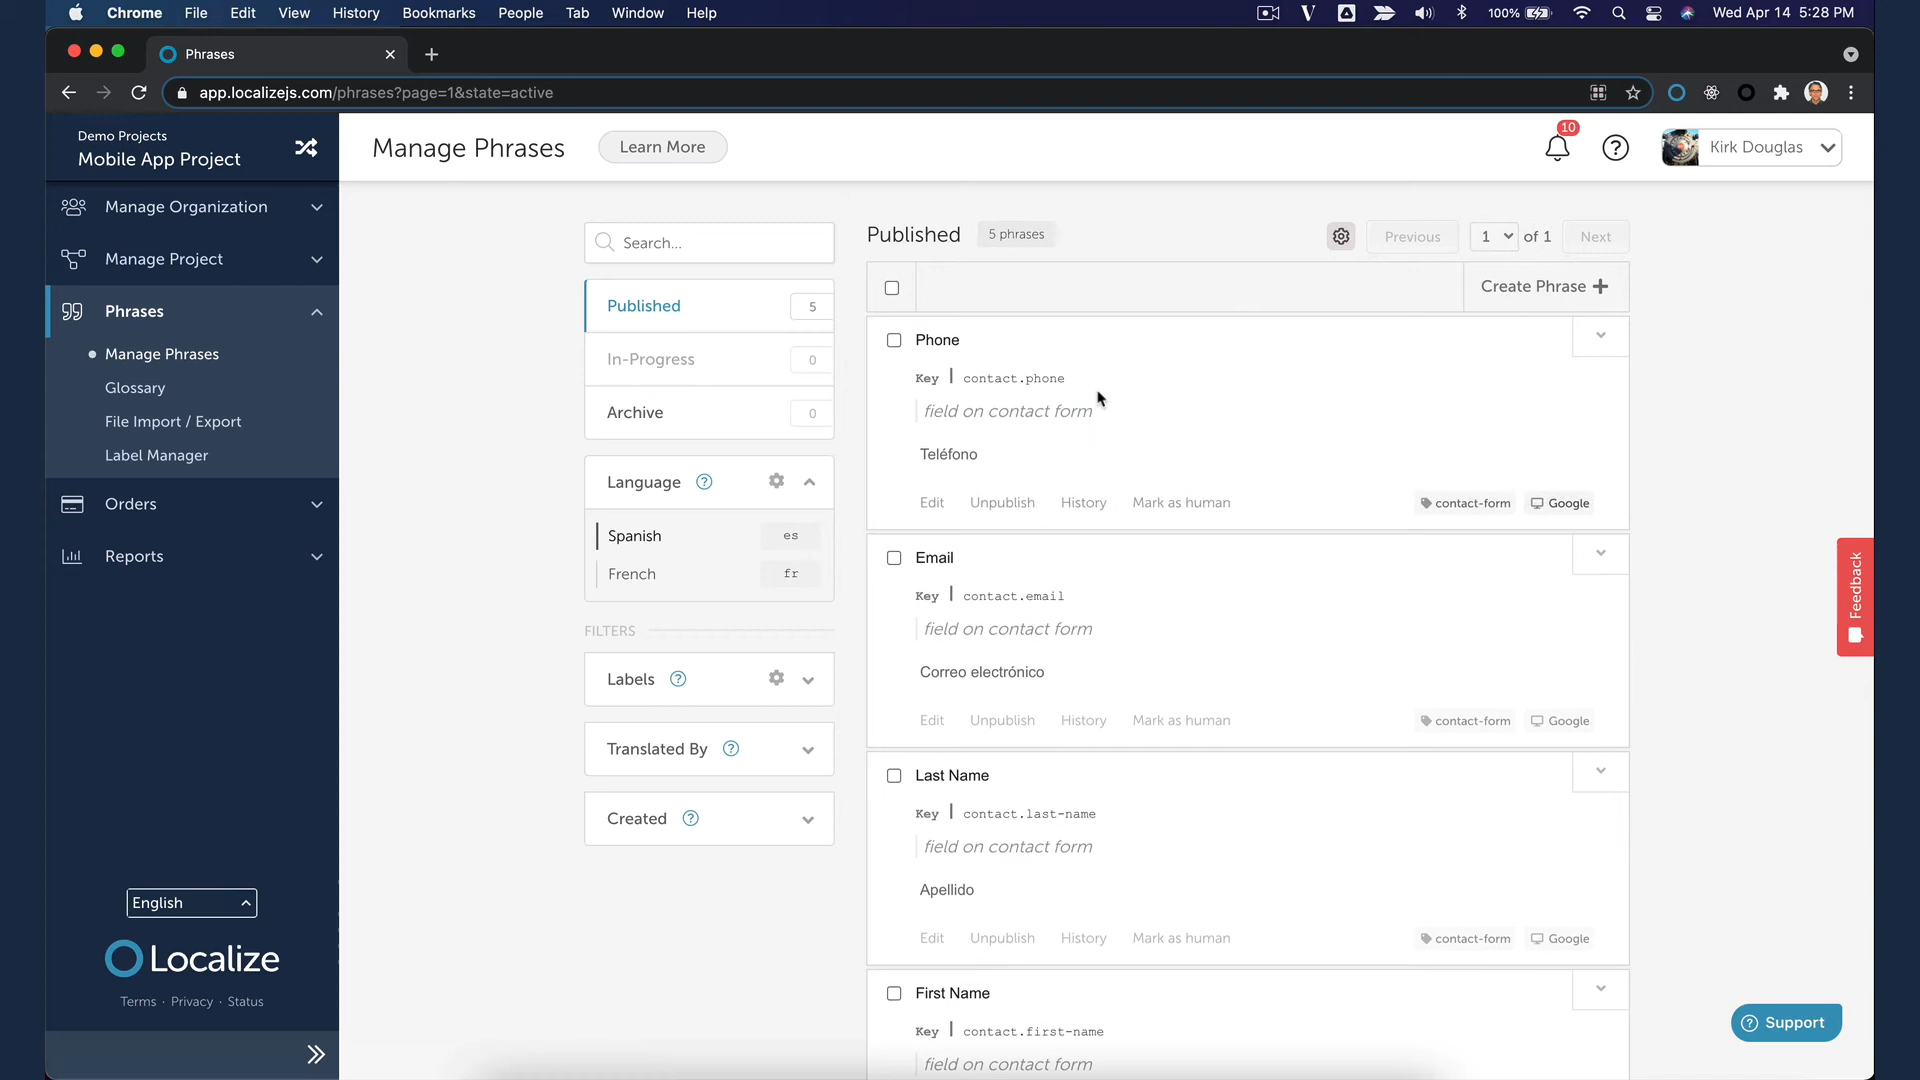 Chrome File Edit View History Bookmarks People Tab Window Help 100% Wed Apr 14 5:28 PM
Phrases
app.localizejs.com/phrases?page=1&state=active
Demo Projects
Mobile App Project
Manage Phrases
Learn More
10
Kirk Douglas
Manage Organization
Manage Project
Phrases
Manage Phrases
Glossary
File Import / Export
Label Manager
Orders
Reports
English
Localize
Terms · Privacy · Status
Search...
Published 5
In-Progress 0
Archive 0
Language
Spanish es
French fr
FILTERS
Labels
Translated By
Created
Published 5 phrases
Previous 1 of 1 Next
Create Phrase
Phone
Key | contact.phone
field on contact form
Teléfono
Edit Unpublish History Mark as human contact-form Google
Email
Key | contact.email
field on contact form
Correo electrónico
Edit Unpublish History Mark as human contact-form Google
Last Name
Key | contact.last-name
field on contact form
Apellido
Edit Unpublish History Mark as human contact-form Google
First Name
Key | contact.first-name
field on contact form
Feedback
Support